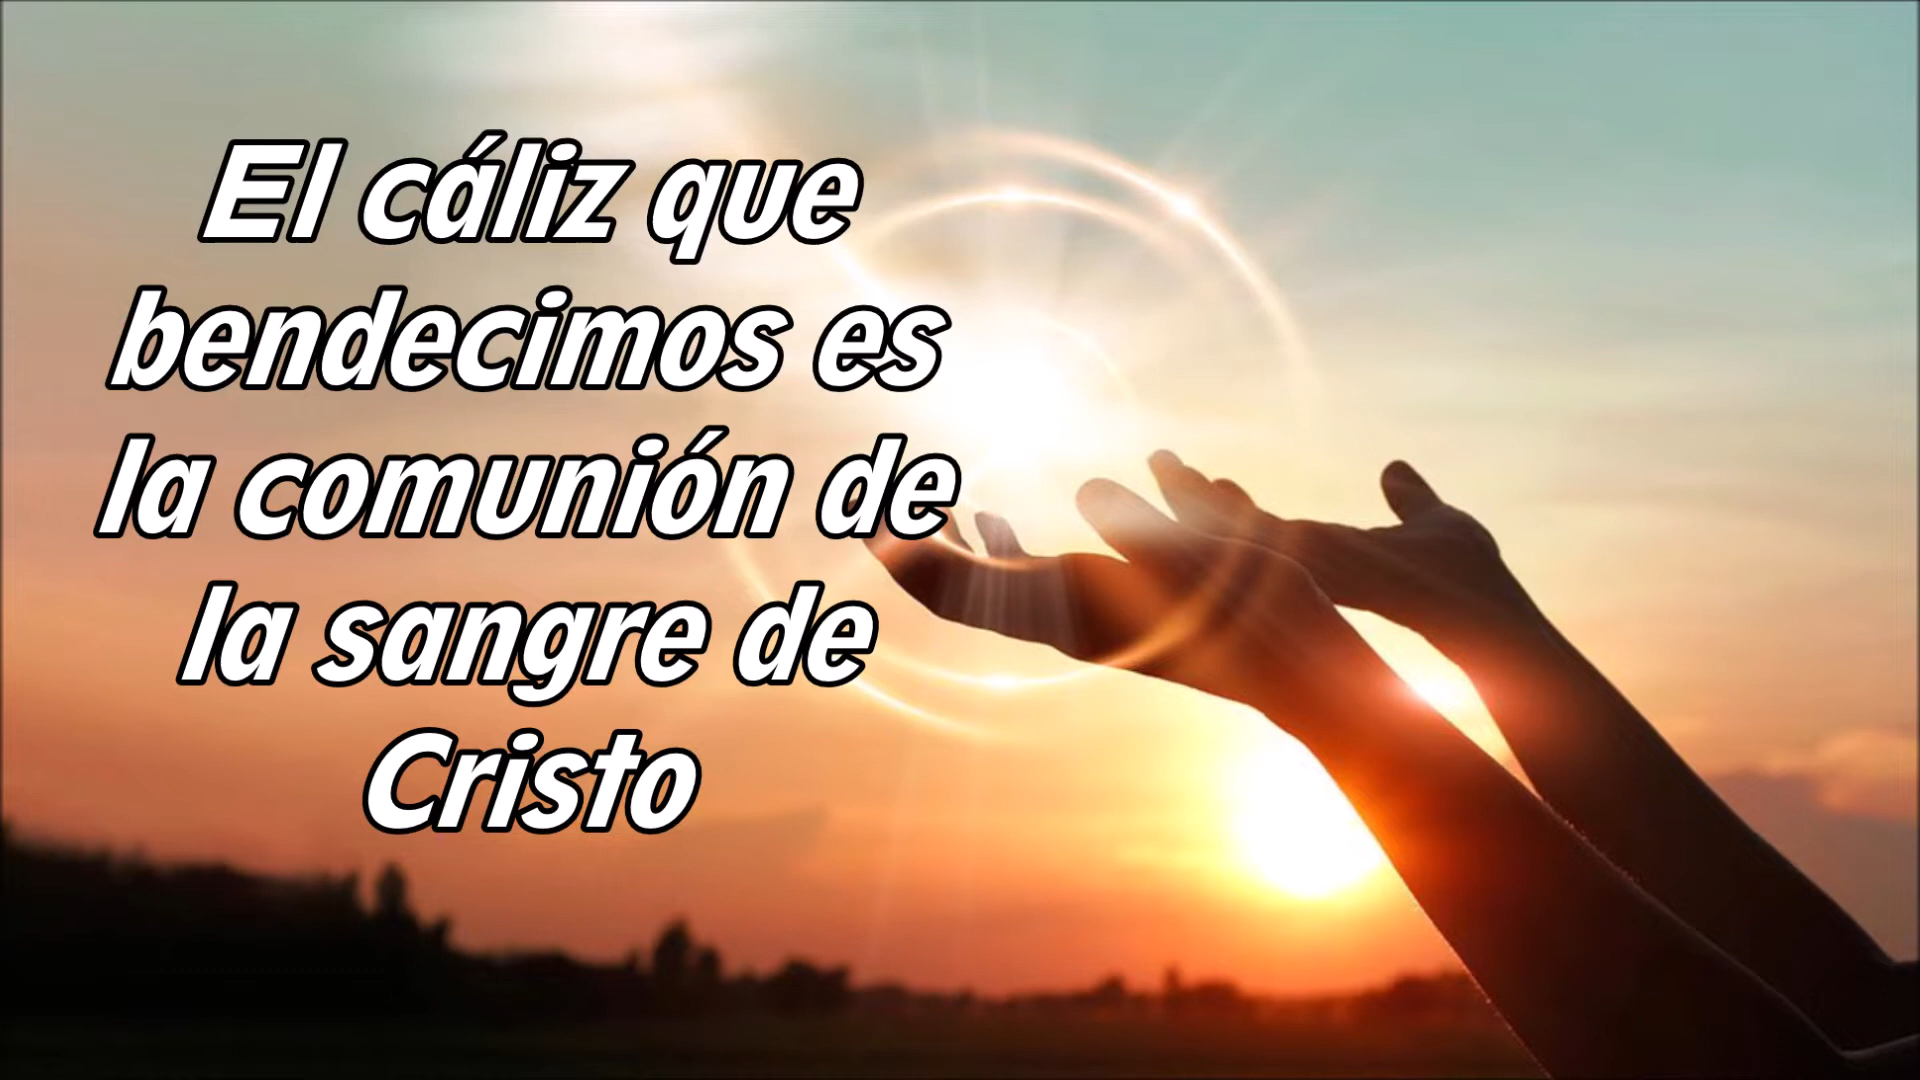 El cáliz que
bendecimos es
la comunión de
la sangre de
Cristo